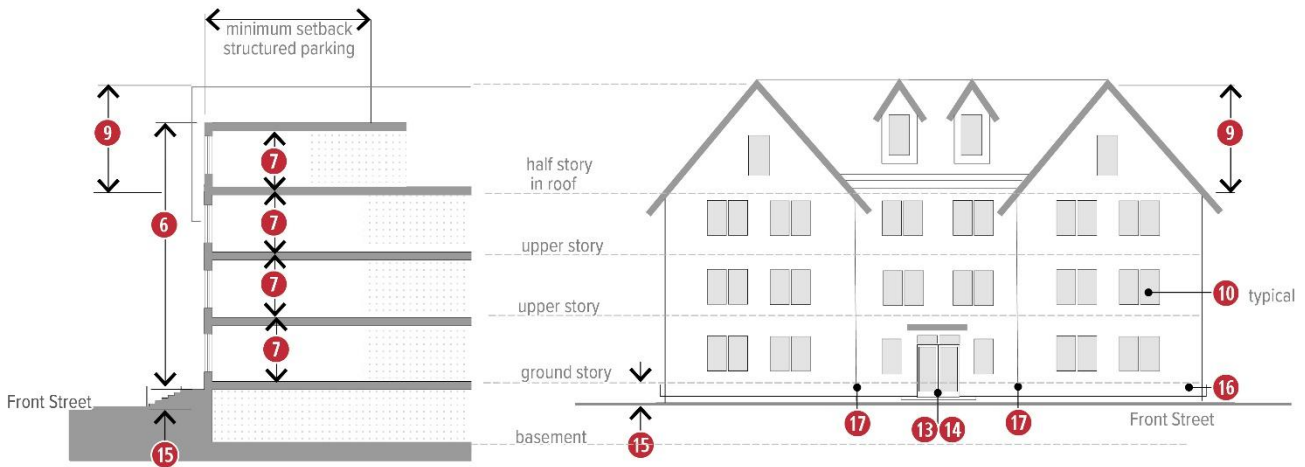 minimum setback
structured parking
9
9
7
half story
in roof
6
7
upper story
7
10 typical
upper story
7
ground story
16
Front Street
17
13 14
17
Front Street
15
15
basement